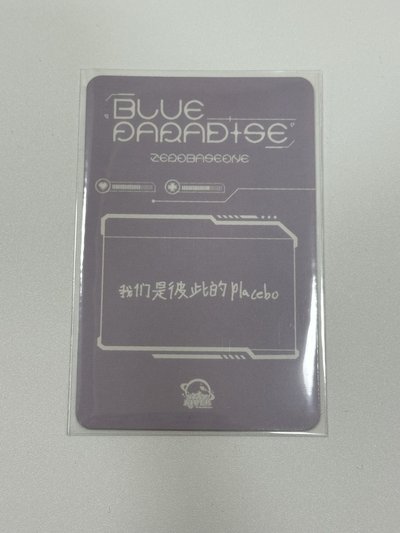 BLUE
PARADISE
ZEROBASEONE
我们是彼此的placebo